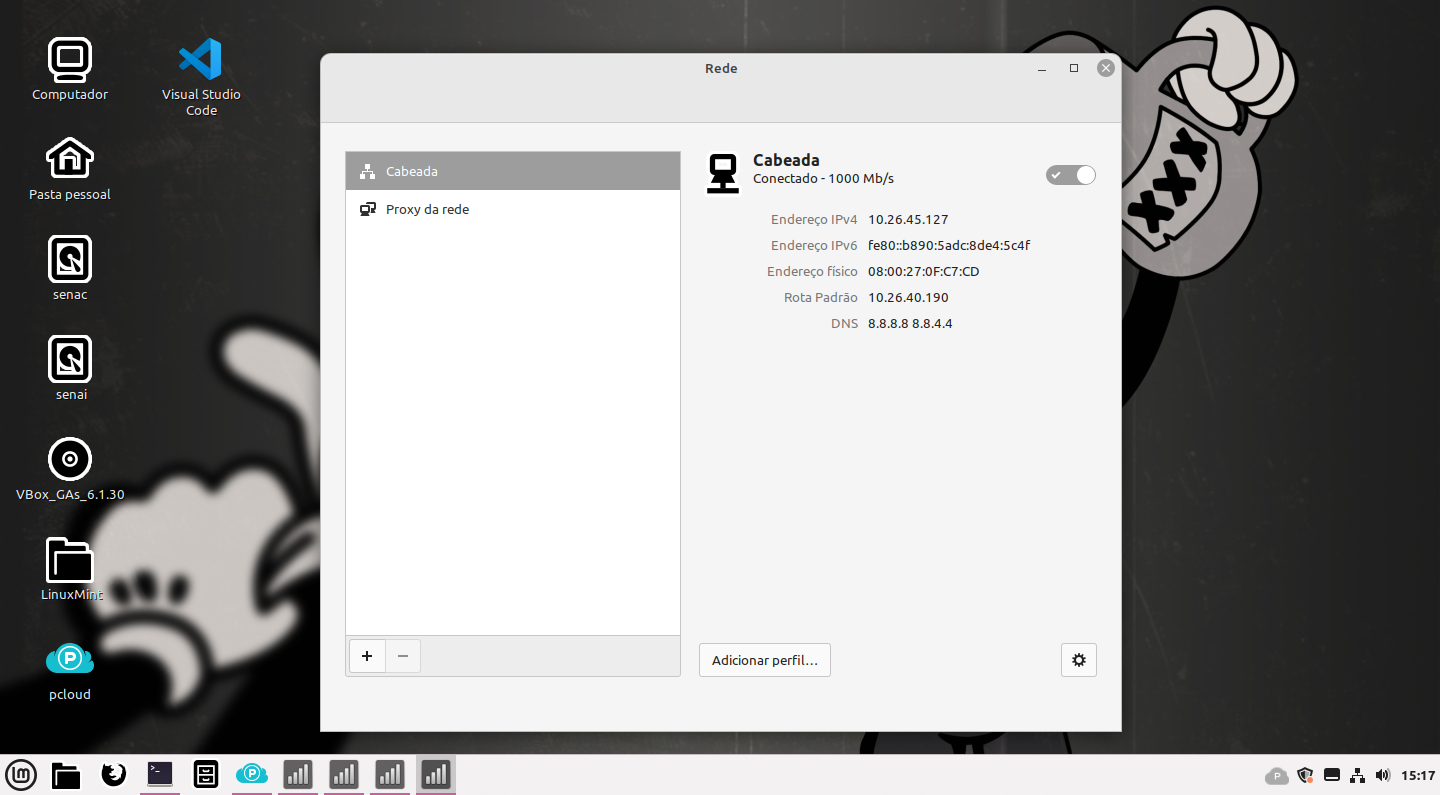 Computador
Visual Studio
Code
Pasta pessoal
senac
senai
VBox_GAs_6.1.30
LinuxMint
pcloud
Rede
Cabeada
Proxy da rede
Cabeada
Conectado - 1000 Mb/s
Endereço IPv4 10.26.45.127
Endereço IPv6 fe80::b890:5adc:8de4:5c4f
Endereço físico 08:00:27:0F:C7:CD
Rota Padrão 10.26.40.190
DNS 8.8.8.8 8.8.4.4
Adicionar perfil…
15:17